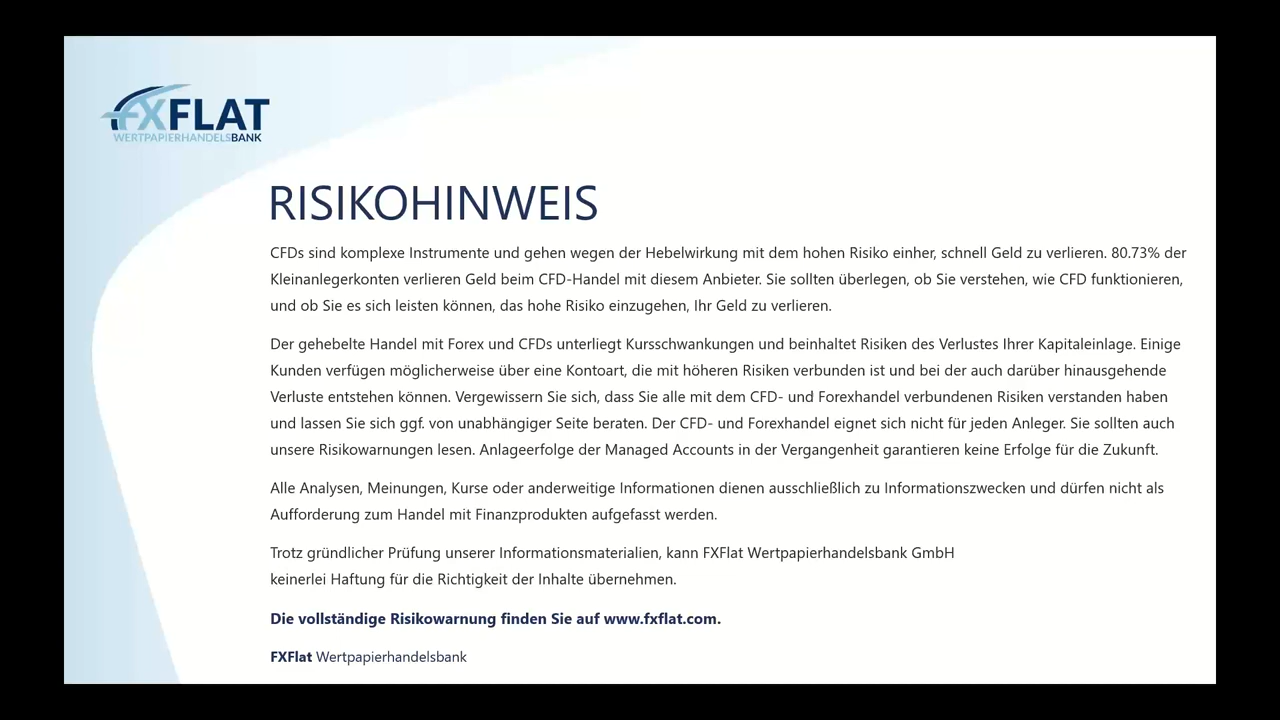 FXFLAT
WERTPAPIERHANDELSBANK
RISIKOHINWEIS
CFDs sind komplexe Instrumente und gehen wegen der Hebelwirkung mit dem hohen Risiko einher, schnell Geld zu verlieren. 80.73% der
Kleinanlegerkonten verlieren Geld beim CFD-Handel mit diesem Anbieter. Sie sollten überlegen, ob Sie verstehen, wie CFD funktionieren,
und ob Sie es sich leisten können, das hohe Risiko einzugehen, Ihr Geld zu verlieren.
Der gehebelte Handel mit Forex und CFDs unterliegt Kursschwankungen und beinhaltet Risiken des Verlustes Ihrer Kapitaleinlage. Einige
Kunden verfügen möglicherweise über eine Kontoart, die mit höheren Risiken verbunden ist und bei der auch darüber hinausgehende
Verluste entstehen können. Vergewissern Sie sich, dass Sie alle mit dem CFD- und Forexhandel verbundenen Risiken verstanden haben
und lassen Sie sich ggf. von unabhängiger Seite beraten. Der CFD- und Forexhandel eignet sich nicht für jeden Anleger. Sie sollten auch
unsere Risikowarnungen lesen. Anlageerfolge der Managed Accounts in der Vergangenheit garantieren keine Erfolge für die Zukunft.
Alle Analysen, Meinungen, Kurse oder anderweitige Informationen dienen ausschließlich zu Informationszwecken und dürfen nicht als
Aufforderung zum Handel mit Finanzprodukten aufgefasst werden.
Trotz gründlicher Prüfung unserer Informationsmaterialien, kann FXFlat Wertpapierhandelsbank GmbH
keinerlei Haftung für die Richtigkeit der Inhalte übernehmen.
Die vollständige Risikowarnung finden Sie auf www.fxflat.com.
FXFlat Wertpapierhandelsbank